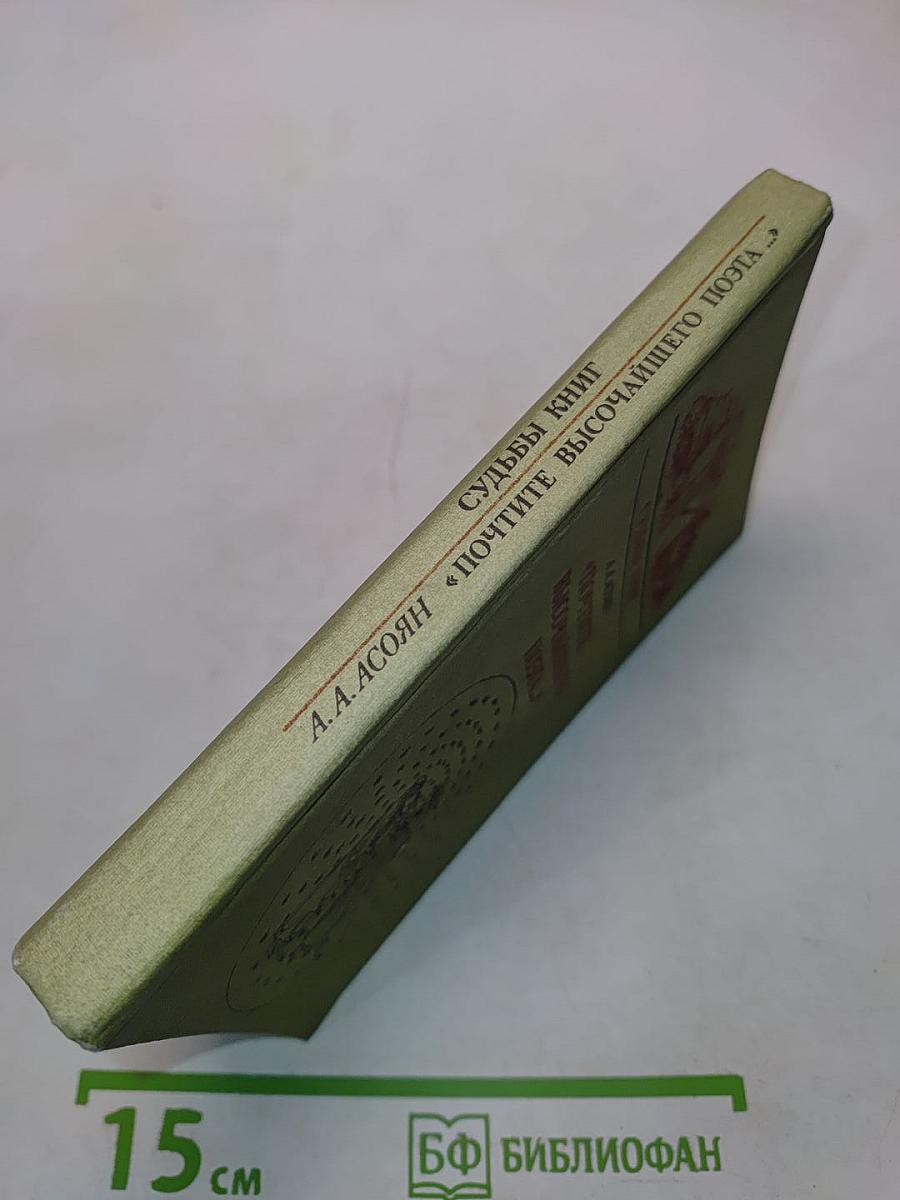 СУДЬБЫ КНИГ
А. А. АСОЯН «ПОЧТИТЕ ВЫСОЧАЙШЕГО ПОЭТА...»
15 см
БФ БИБЛИОФАН